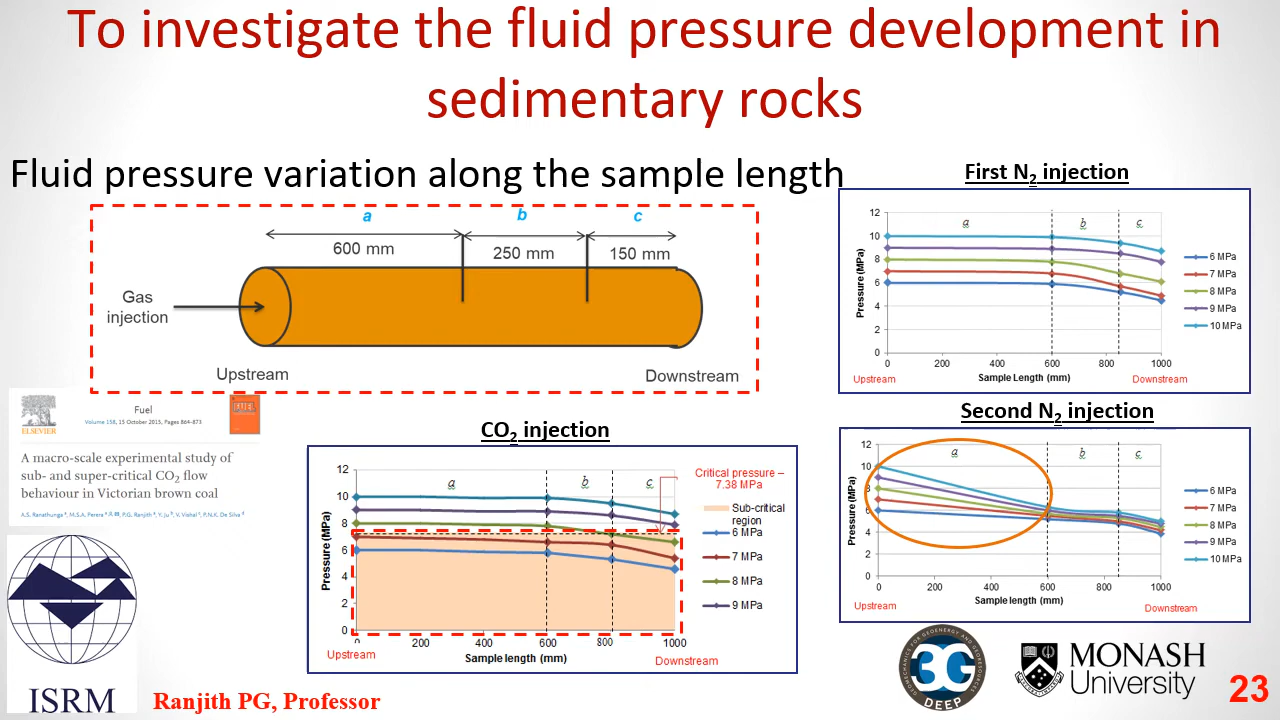 To investigate the fluid pressure development in
sedimentary rocks
Fluid pressure variation along the sample length
a
b
c
600 mm
250 mm
150 mm
Gas
injection
Upstream
Downstream
First N2 injection
12
10
8
6
4
2
0
Pressure (MPa)
a
b
c
0 200 400 600 800 1000
Upstream
Sample Length (mm)
Downstream
6 MPa
7 MPa
8 MPa
9 MPa
10 MPa
ELSEVIER
Fuel
Volume 158, 15 October 2015, Pages 864-873
FUEL
A macro-scale experimental study of
sub- and super-critical CO2 flow
behaviour in Victorian brown coal
A.S. Ranathunga, M.S.A. Perera, P.G. Ranjith, Y. Ju, V. Vishal, P.N.K. De Silva
CO2 injection
12
10
8
6
4
2
0
Pressure (MPa)
a
b
c
0 200 400 600 800 1000
Upstream
Sample length (mm)
Downstream
Critical pressure –
7.38 MPa
Sub-critical
region
6 MPa
7 MPa
8 MPa
9 MPa
Second N2 injection
12
10
8
6
4
2
0
Pressure (MPa)
a
b
c
0 200 400 600 800 1000
Upstream
Sample length (mm)
Downstream
6 MPa
7 MPa
8 MPa
9 MPa
10 MPa
ISRM
Ranjith PG, Professor
GEOMECHANICS FOR GEOENERGY AND GEORESOURCES
3G
DEEP
MONASH
University
23